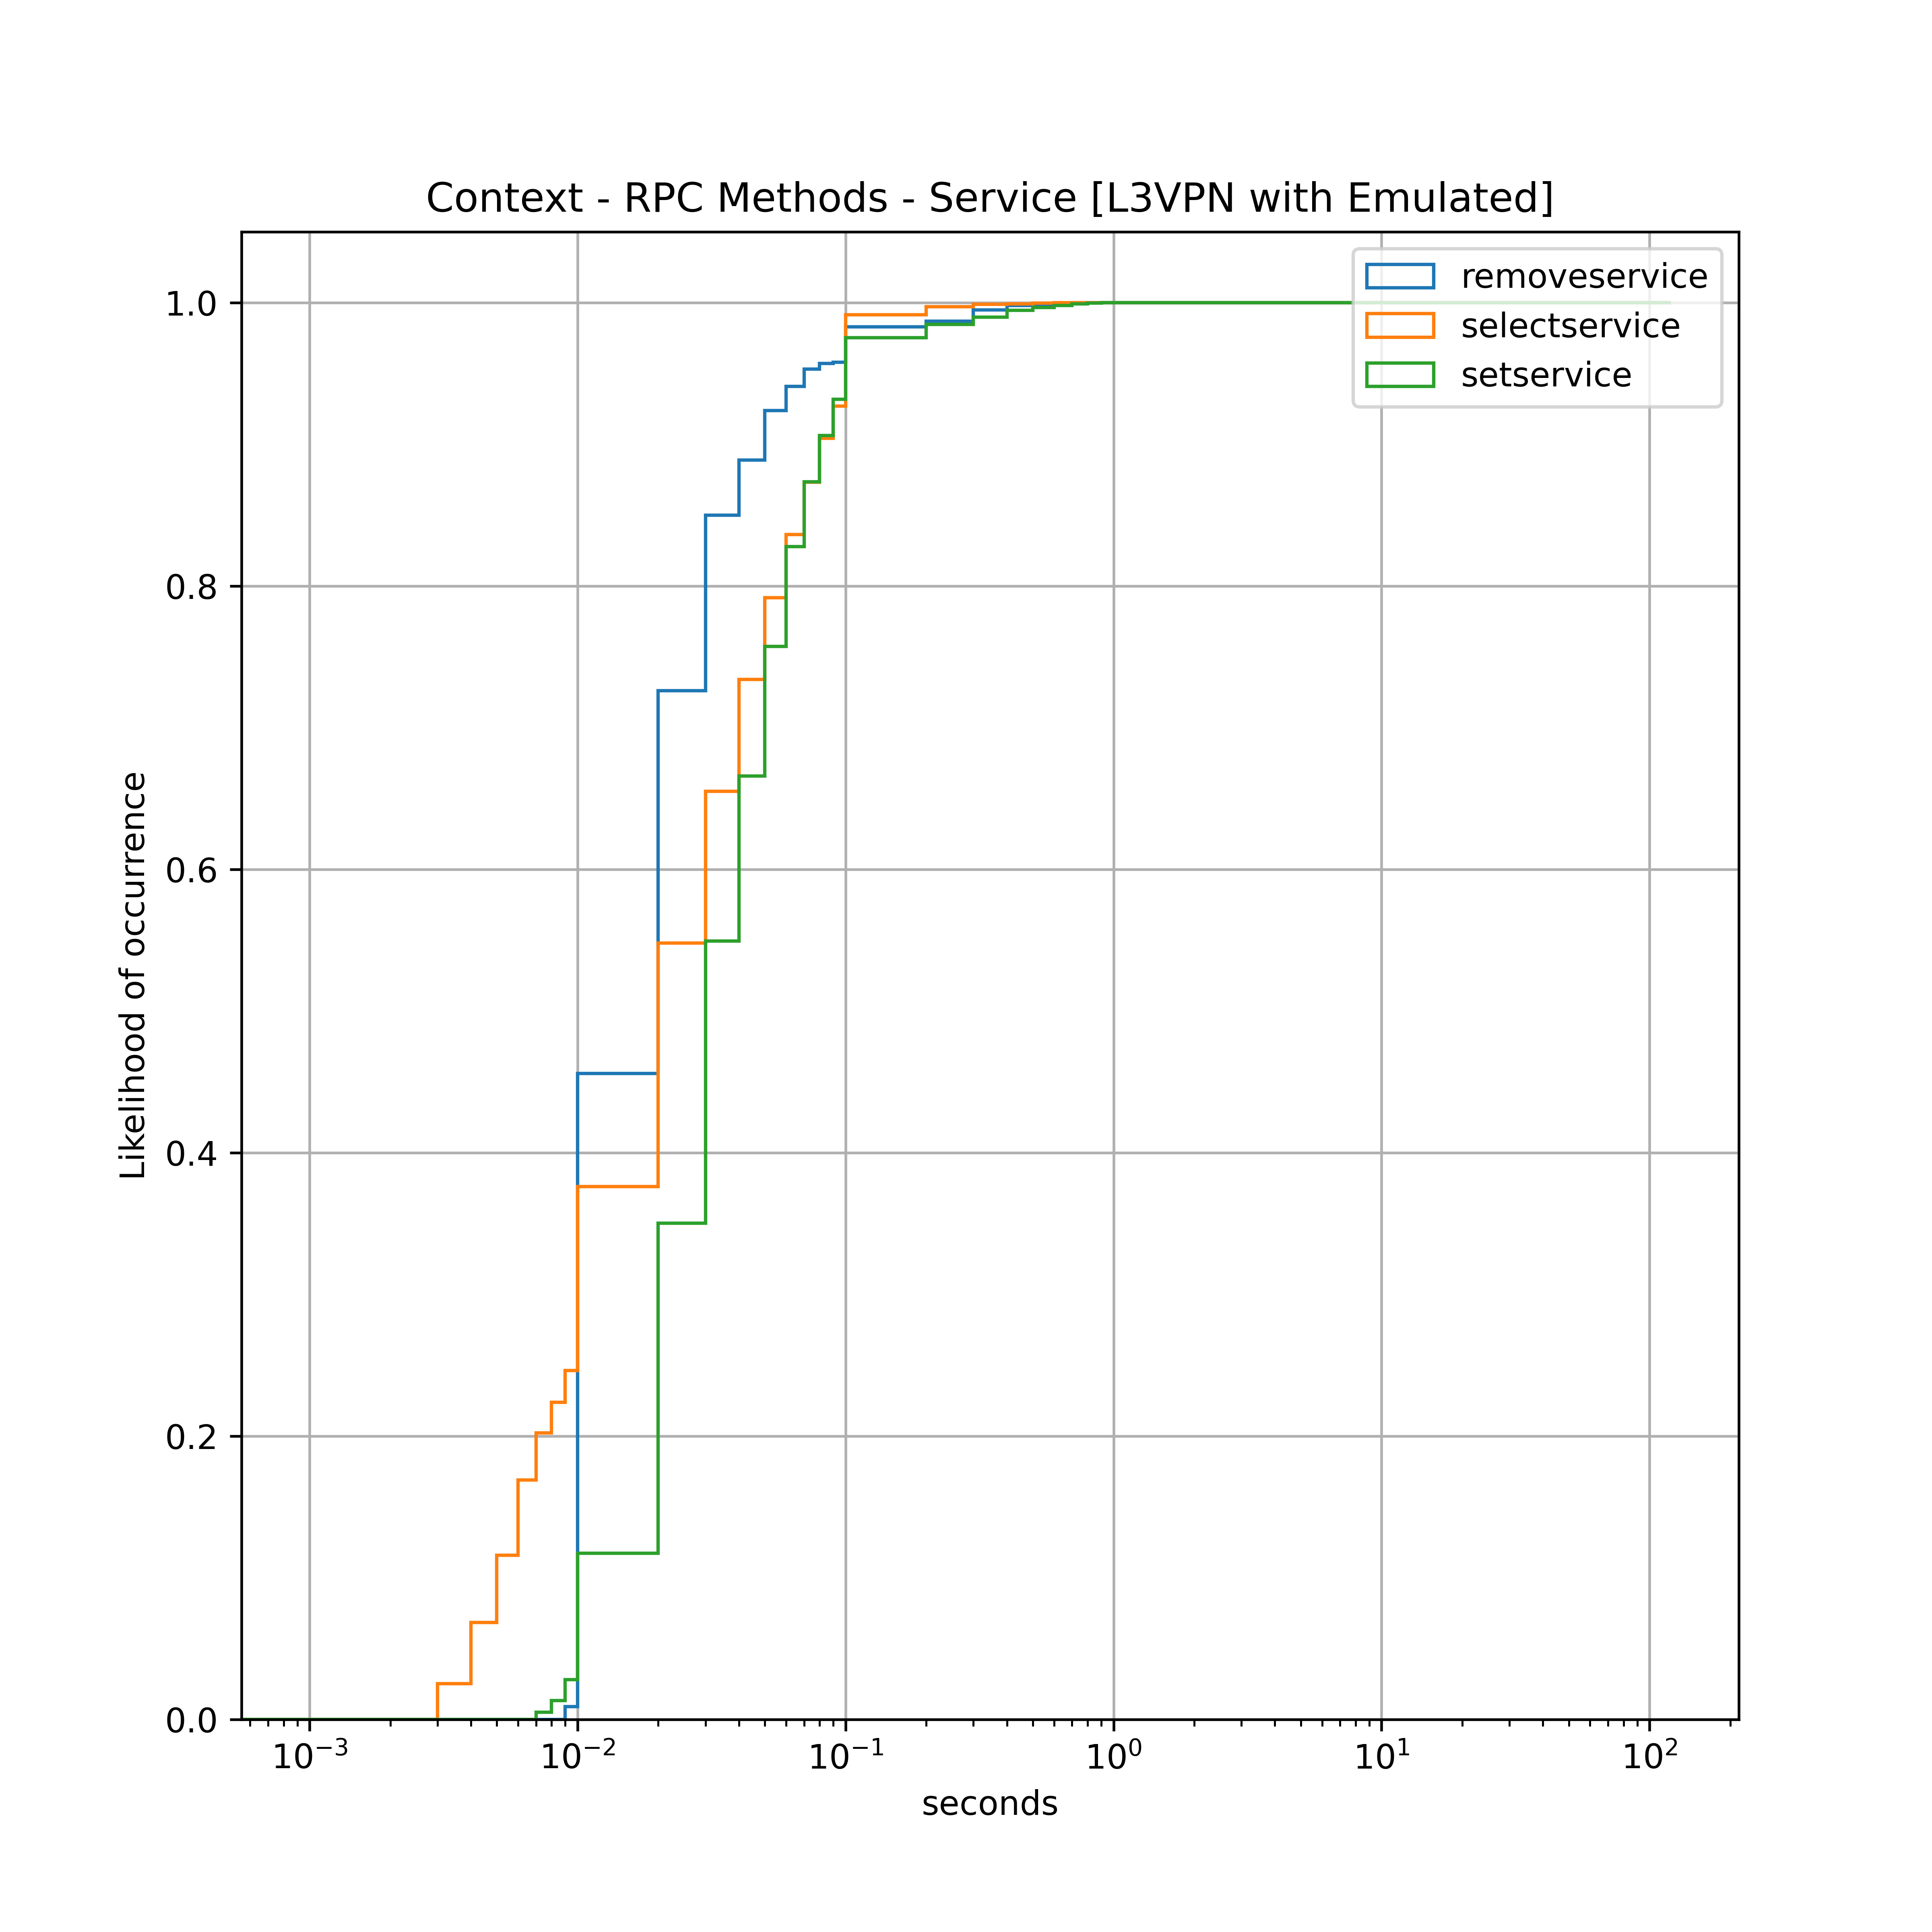 Context - RPC Methods - Service [L3VPN with Emulated]
removeservice
selectservice
setservice
1.0
0.8
0.6
0.4
0.2
0.0
Likelihood of occurrence
10⁻³ 10⁻² 10⁻¹ 10⁰ 10¹ 10²
seconds